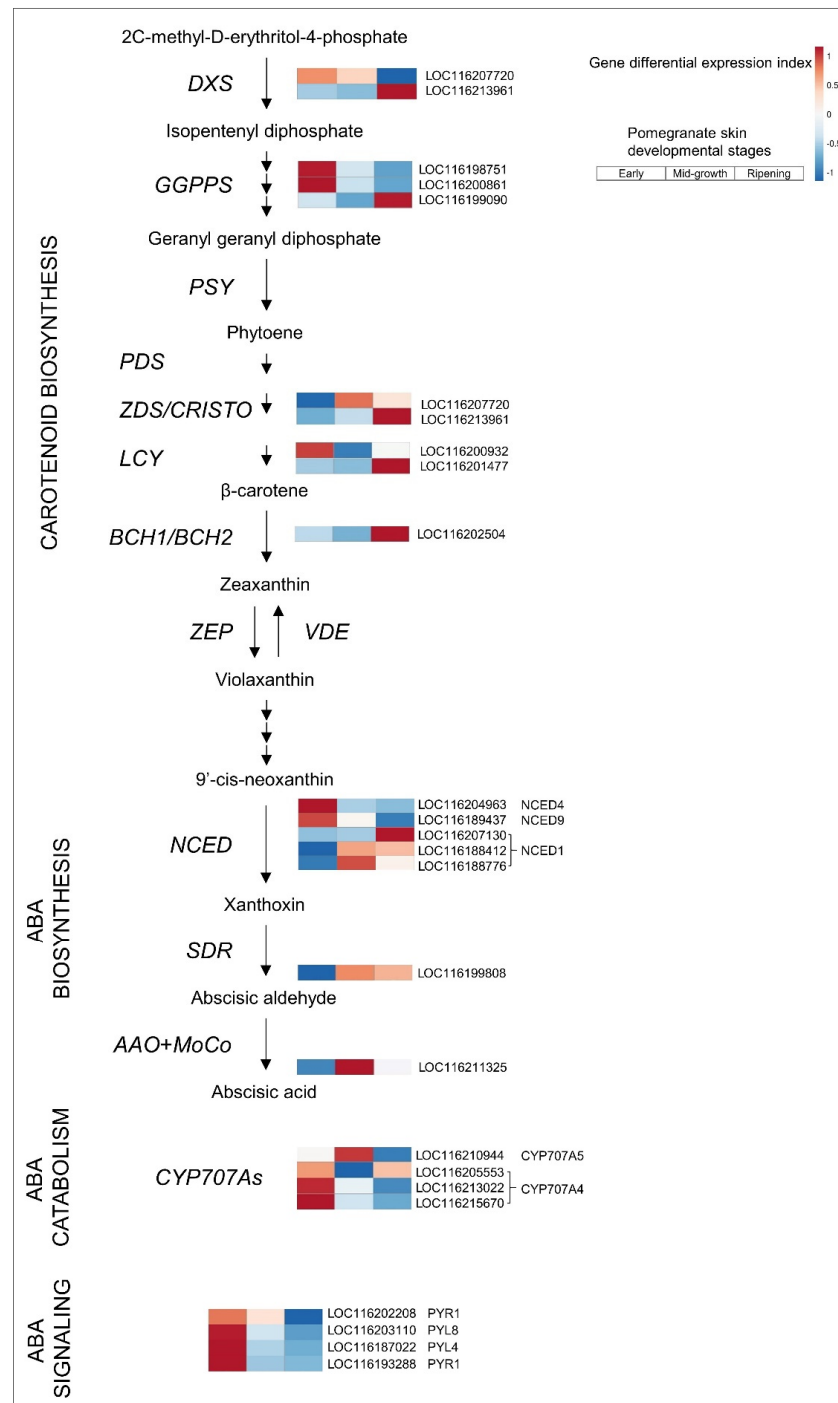 2C-methyl-D-erythritol-4-phosphate
DXS
LOC116207720
LOC116213961
Gene differential expression index
1
0.5
0
-0.5
-1
Pomegranate skin
developmental stages
Early Mid-growth Ripening
Isopentenyl diphosphate
GGPPS
LOC116198751
LOC116200861
LOC116199090
Geranyl geranyl diphosphate
CAROTENOID BIOSYNTHESIS
PSY
Phytoene
PDS
ZDS/CRISTO
LOC116207720
LOC116213961
LCY
LOC116200932
LOC116201477
β-carotene
BCH1/BCH2
LOC116202504
Zeaxanthin
ZEP VDE
Violaxanthin
9’-cis-neoxanthin
ABA
BIOSYNTHESIS
NCED
LOC116204963 NCED4
LOC116189437 NCED9
LOC116207130
LOC116188412 NCED1
LOC116188776
Xanthoxin
SDR
LOC116199808
Abscisic aldehyde
AAO+MoCo
LOC116211325
Abscisic acid
ABA
CATABOLISM
CYP707As
LOC116210944 CYP707A5
LOC116205553
LOC116213022 CYP707A4
LOC116215670
ABA
SIGNALING
LOC116202208 PYR1
LOC116203110 PYL8
LOC116187022 PYL4
LOC116193288 PYR1